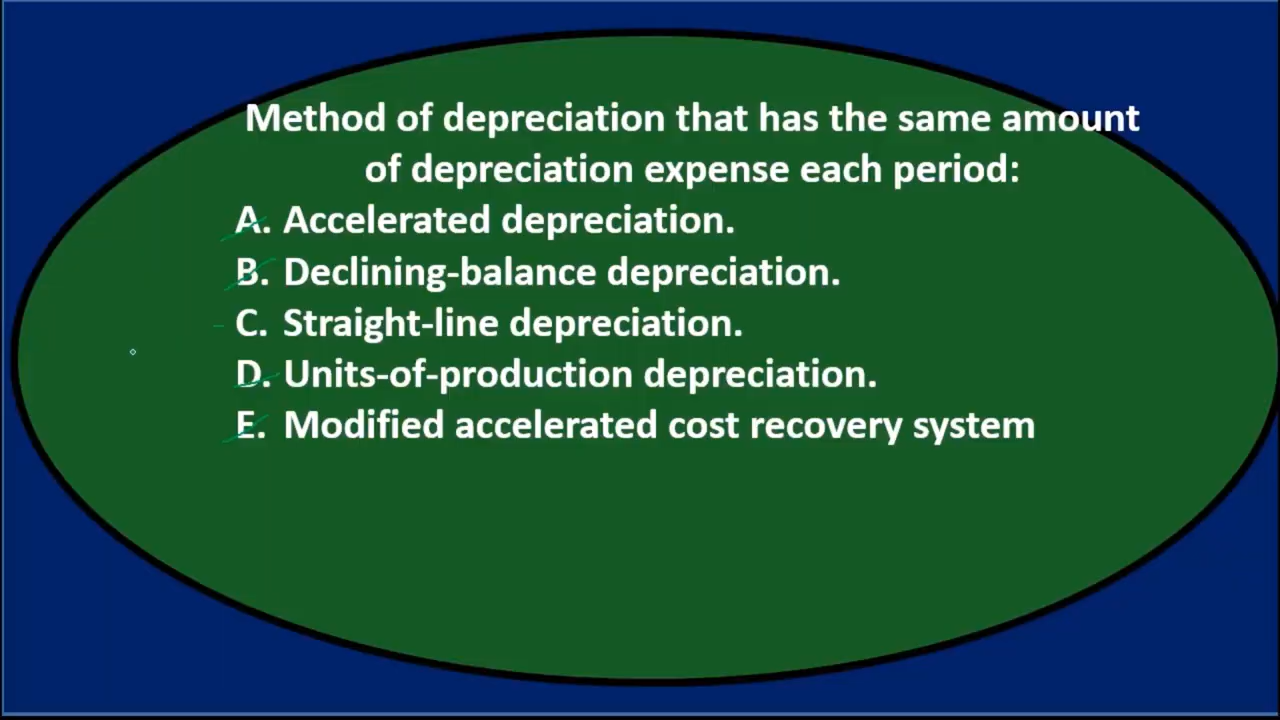 Method of depreciation that has the same amount
of depreciation expense each period:
A. Accelerated depreciation.
B. Declining-balance depreciation.
C. Straight-line depreciation.
D. Units-of-production depreciation.
E. Modified accelerated cost recovery system